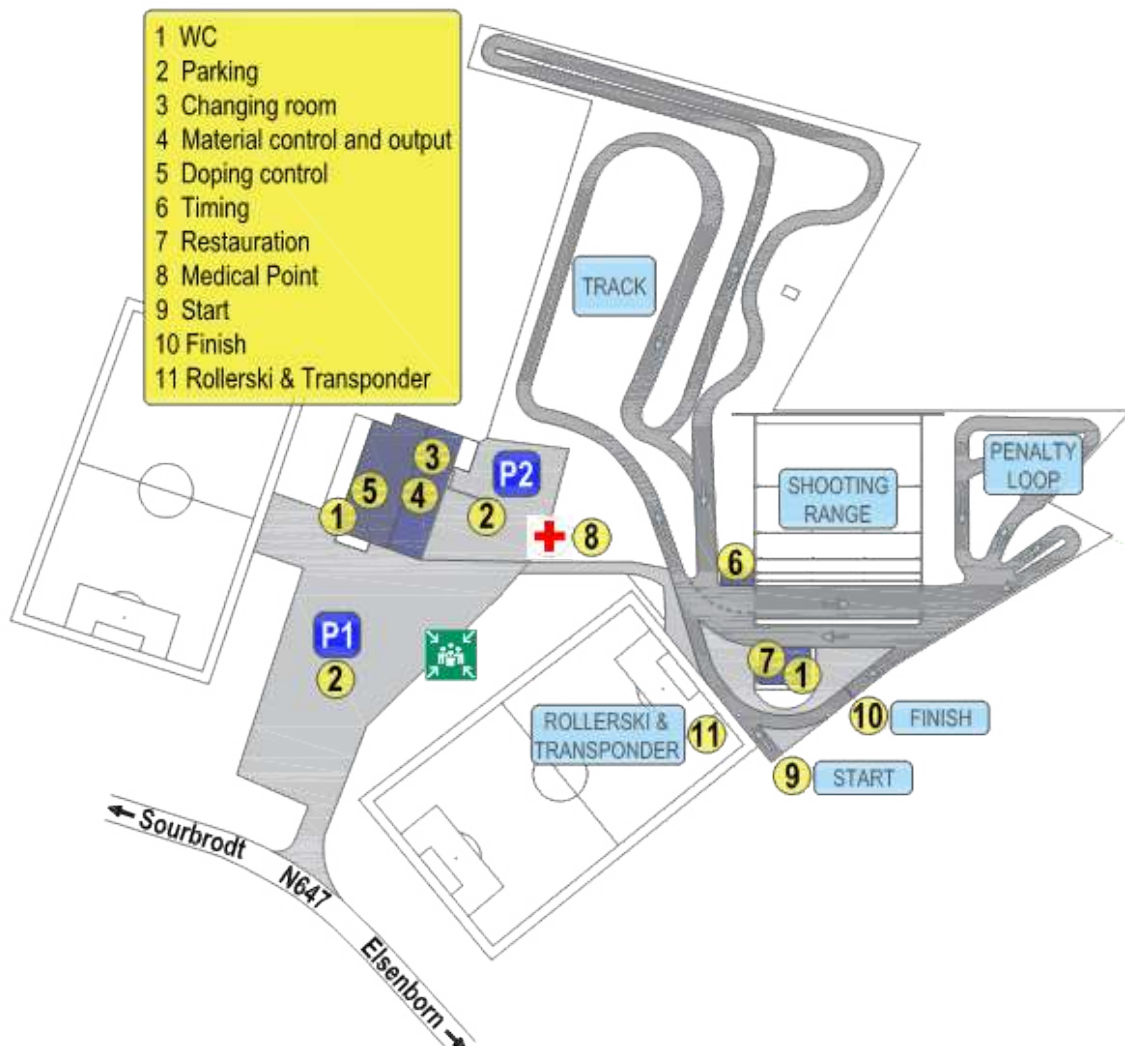 1 WC
2 Parking
3 Changing room
4 Material control and output
5 Doping control
6 Timing
7 Restauration
8 Medical Point
9 Start
10 Finish
11 Rollerski & Transponder
TRACK
PENALTY
LOOP
SHOOTING
RANGE
3
P2
5
4
1
2
8
6
P1
2
7
1
ROLLERSKI &
TRANSPONDER
11
10
FINISH
9
START
Sourbrodt
N647
Elsenborn